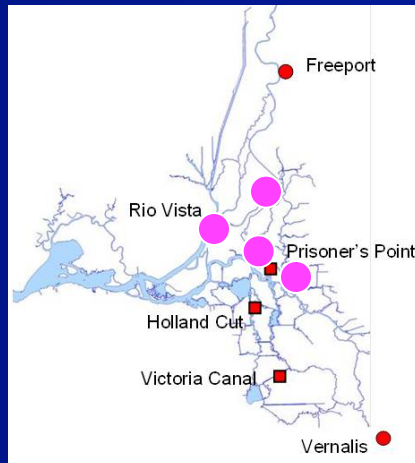 Freeport
Rio Vista
Prisoner's Point
Holland Cut
Victoria Canal
Vernalis